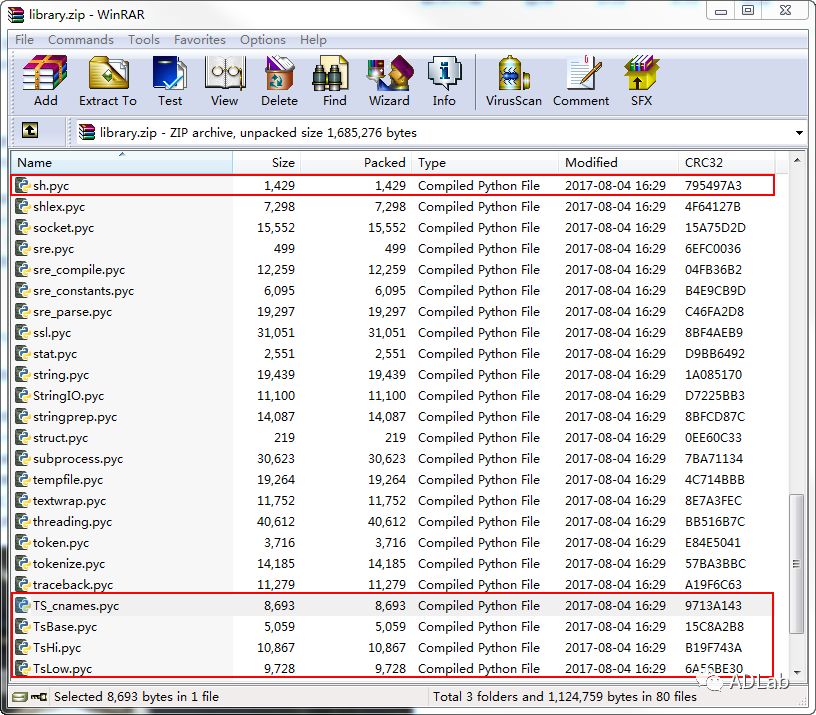 library.zip - WinRAR
File Commands Tools Favorites Options Help
Add Extract To Test View Delete Find Wizard Info VirusScan Comment SFX
library.zip - ZIP archive, unpacked size 1,685,276 bytes
Name Size Packed Type Modified CRC32
sh.pyc 1,429 1,429 Compiled Python File 2017-08-04 16:29 795497A3
shlex.pyc 7,298 7,298 Compiled Python File 2017-08-04 16:29 4F64127B
socket.pyc 15,552 15,552 Compiled Python File 2017-08-04 16:29 15A75D2D
sre.pyc 499 499 Compiled Python File 2017-08-04 16:29 6EFC0036
sre_compile.pyc 12,259 12,259 Compiled Python File 2017-08-04 16:29 04FB36B2
sre_constants.pyc 6,095 6,095 Compiled Python File 2017-08-04 16:29 B4E9CB9D
sre_parse.pyc 19,297 19,297 Compiled Python File 2017-08-04 16:29 C46FA2D8
ssl.pyc 31,051 31,051 Compiled Python File 2017-08-04 16:29 8BF4AEB9
stat.pyc 2,551 2,551 Compiled Python File 2017-08-04 16:29 D9BB6492
string.pyc 19,439 19,439 Compiled Python File 2017-08-04 16:29 1A085170
StringIO.pyc 11,100 11,100 Compiled Python File 2017-08-04 16:29 D7225BB3
stringprep.pyc 14,087 14,087 Compiled Python File 2017-08-04 16:29 8BFCD87C
struct.pyc 219 219 Compiled Python File 2017-08-04 16:29 0EE60C33
subprocess.pyc 30,623 30,623 Compiled Python File 2017-08-04 16:29 7BA71134
tempfile.pyc 19,264 19,264 Compiled Python File 2017-08-04 16:29 4C714BBB
textwrap.pyc 11,752 11,752 Compiled Python File 2017-08-04 16:29 8E7A3FEC
threading.pyc 40,612 40,612 Compiled Python File 2017-08-04 16:29 BB516B7C
token.pyc 3,716 3,716 Compiled Python File 2017-08-04 16:29 E84E5041
tokenize.pyc 14,185 14,185 Compiled Python File 2017-08-04 16:29 57BA3BBC
traceback.pyc 11,279 11,279 Compiled Python File 2017-08-04 16:29 A19F6C63
TS_cnames.pyc 8,693 8,693 Compiled Python File 2017-08-04 16:29 9713A143
TsBase.pyc 5,059 5,059 Compiled Python File 2017-08-04 16:29 15C8A2B8
TsHi.pyc 10,867 10,867 Compiled Python File 2017-08-04 16:29 B19F743A
TsLow.pyc 9,728 9,728 Compiled Python File 2017-08-04 16:29
ADLab
Selected 8,693 bytes in 1 file Total 3 folders and 1,124,759 bytes in 80 files